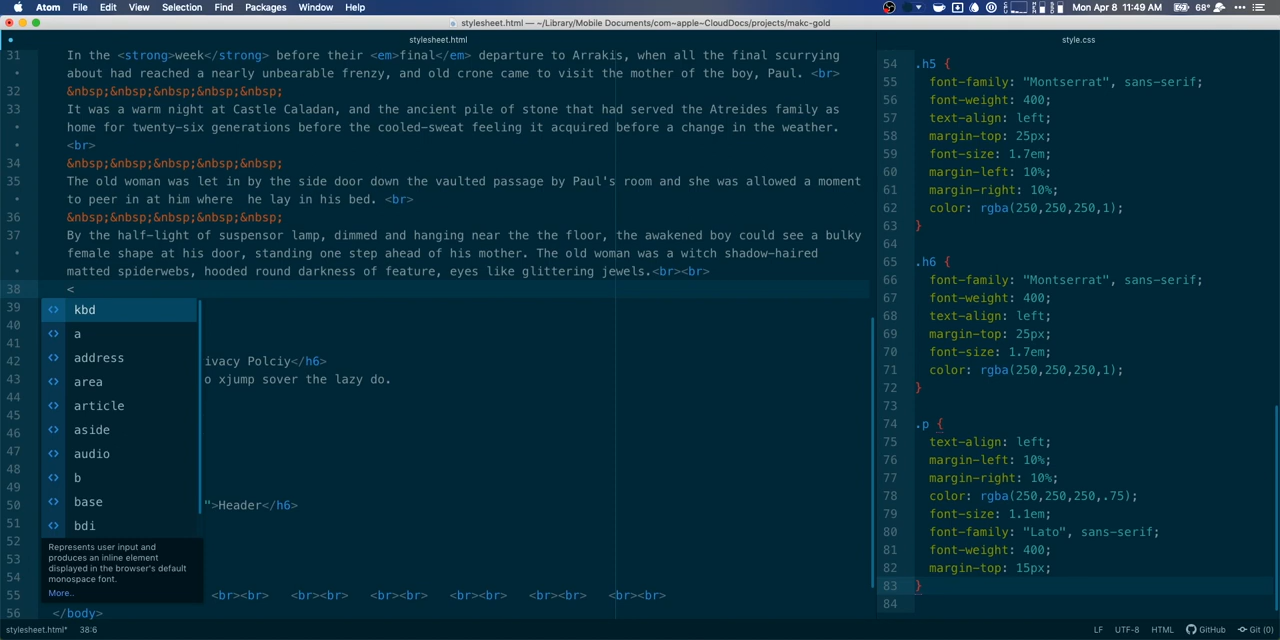 Atom File Edit View Selection Find Packages Window Help Mon Apr 8 11:49 AM 68°
stylesheet.html — ~/Library/Mobile Documents/com~apple~CloudDocs/projects/makc-gold
stylesheet.html
31 In the <strong>week</strong> before their <em>final</em> departure to Arrakis, when all the final scurrying
• about had reached a nearly unbearable frenzy, and old crone came to visit the mother of the boy, Paul. <br>
32 &nbsp;&nbsp;&nbsp;&nbsp;&nbsp;
33 It was a warm night at Castle Caladan, and the ancient pile of stone that had served the Atreides family as
• home for twenty-six generations before the cooled-sweat feeling it acquired before a change in the weather.
• <br>
34 &nbsp;&nbsp;&nbsp;&nbsp;&nbsp;
35 The old woman was let in by the side door down the vaulted passage by Paul's room and she was allowed a moment
• to peer in at him where  he lay in his bed. <br>
36 &nbsp;&nbsp;&nbsp;&nbsp;&nbsp;
37 By the half-light of suspensor lamp, dimmed and hanging near the the floor, the awakened boy could see a bulky
• female shape at his door, standing one step ahead of his mother. The old woman was a witch shadow-haired
• matted spiderwebs, hooded round darkness of feature, eyes like glittering jewels.<br><br>
38 <
39
40
41
42 ivacy Polciy</h6>
43 o xjump sover the lazy do.
44
45
46
47
48
49
50 ">Header</h6>
51
52
53
54
55 <br><br> <br><br> <br><br> <br><br> <br><br> <br><br>
56 </body>
<> kbd
<> a
<> address
<> area
<> article
<> aside
<> audio
<> b
<> base
<> bdi
Represents user input and
produces an inline element
displayed in the browser's default
monospace font.
More..
style.css
54 .h5 {
55 font-family: "Montserrat", sans-serif;
56 font-weight: 400;
57 text-align: left;
58 margin-top: 25px;
59 font-size: 1.7em;
60 margin-left: 10%;
61 margin-right: 10%;
62 color: rgba(250,250,250,1);
63 }
64
65 .h6 {
66 font-family: "Montserrat", sans-serif;
67 font-weight: 400;
68 text-align: left;
69 margin-top: 25px;
70 font-size: 1.7em;
71 color: rgba(250,250,250,1);
72 }
73
74 .p {
75 text-align: left;
76 margin-left: 10%;
77 margin-right: 10%;
78 color: rgba(250,250,250,.75);
79 font-size: 1.1em;
80 font-family: "Lato", sans-serif;
81 font-weight: 400;
82 margin-top: 15px;
83 }
84
stylesheet.html* 38:6 LF UTF-8 HTML GitHub Git (0)